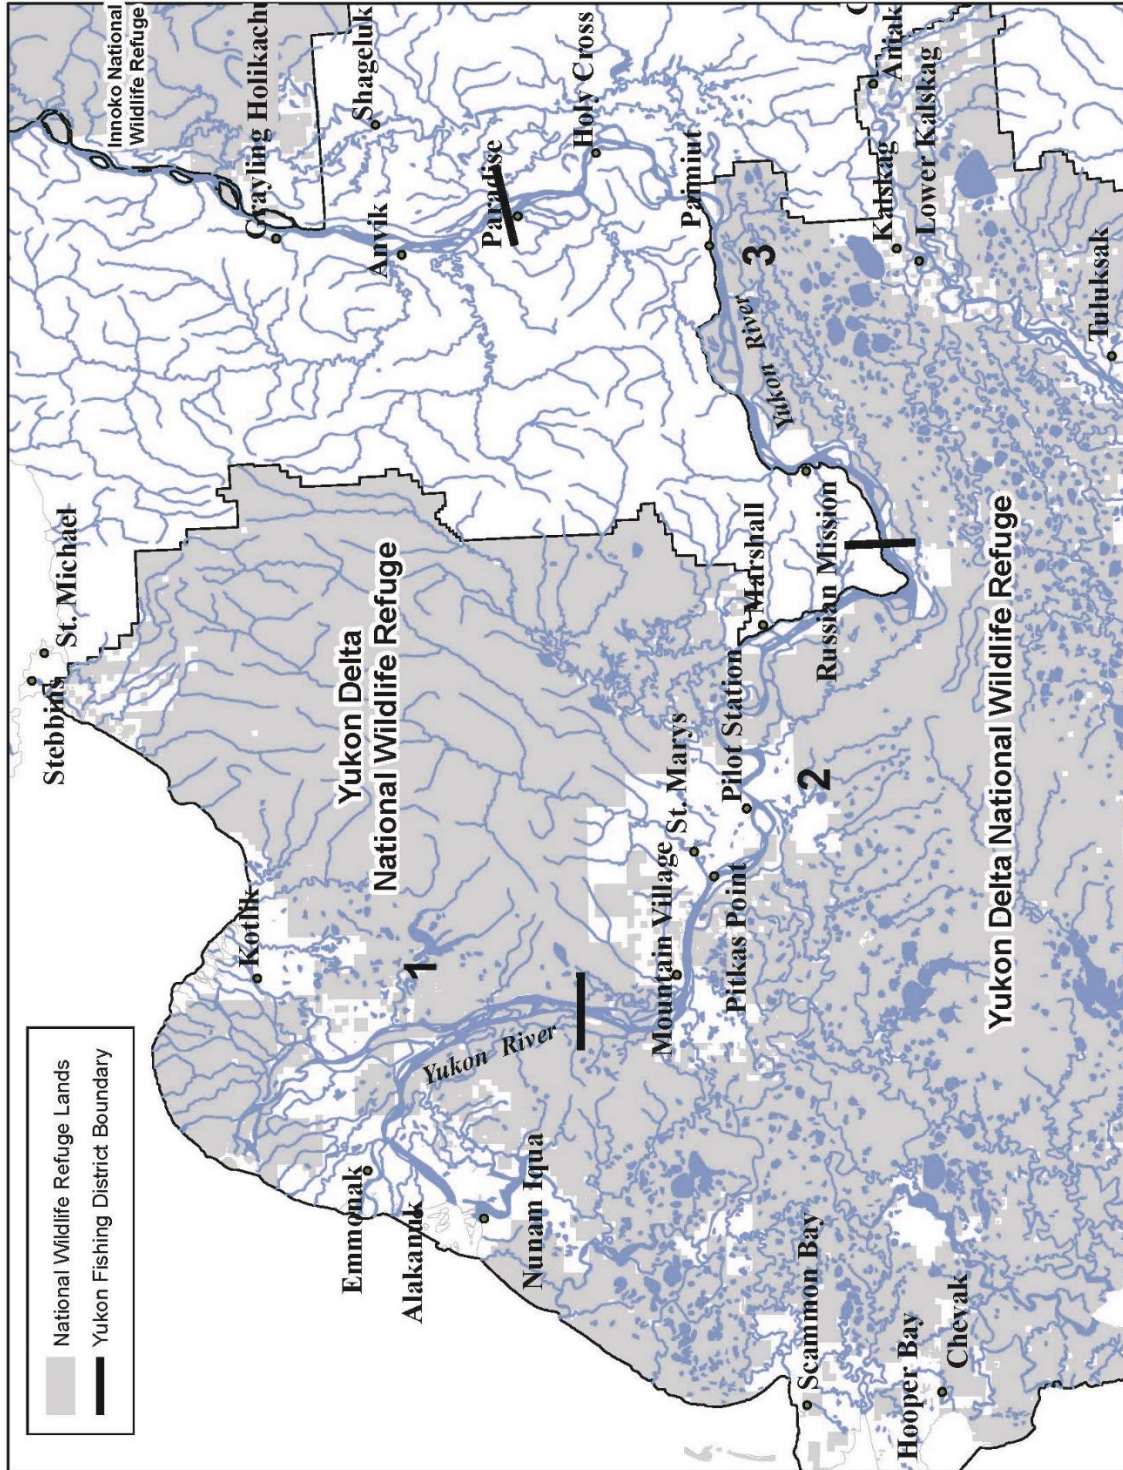 National Wildlife Refuge Lands
Yukon Fishing District Boundary
Stebbins
St. Michael
Innoko National
Wildlife Refuge
Grayling
Holikachu
Shageluk
Anvik
Kotlik
Yukon Delta
National Wildlife Refuge
1
Paradise
Holy Cross
Emmonak
Alakanuk
Yukon River
Nunam Iqua
Mountain Village
St. Marys
Pitkas Point
Pilot Station
Marshall
Paimiut
3
Yukon River
2
Russian Mission
Scammon Bay
Hooper Bay
Chevak
Kalskag
Lower Kalskag
Aniak
Yukon Delta National Wildlife Refuge
Tuluksak